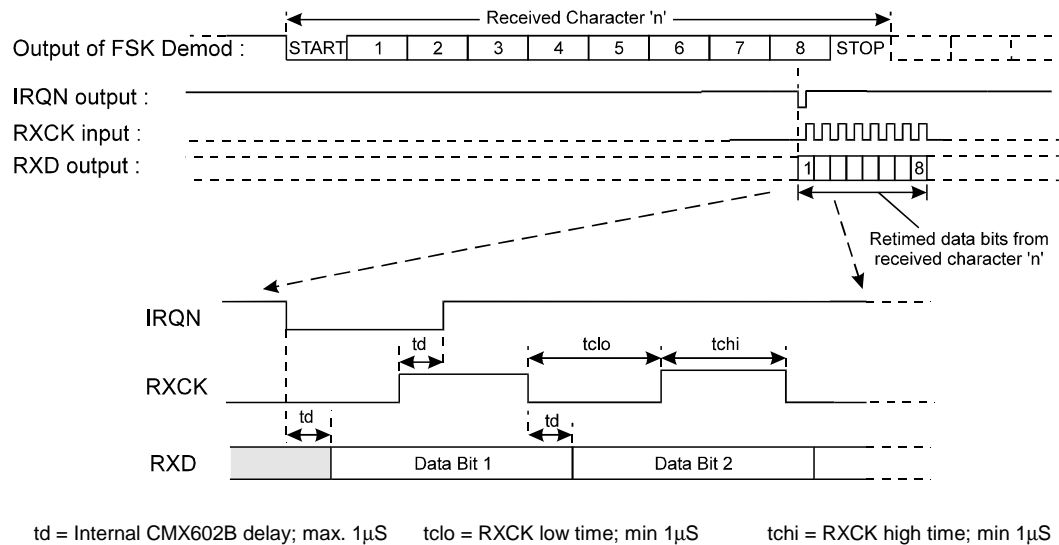 Received Character 'n'
Output of FSK Demod : START 1 2 3 4 5 6 7 8 STOP
IRQN output :
RXCK input :
RXD output : 1 8
Retimed data bits from
received character 'n'
IRQN
td tclo tchi
RXCK
td td
RXD Data Bit 1 Data Bit 2
td = Internal CMX602B delay; max. 1µS tclo = RXCK low time; min 1µS tchi = RXCK high time; min 1µS